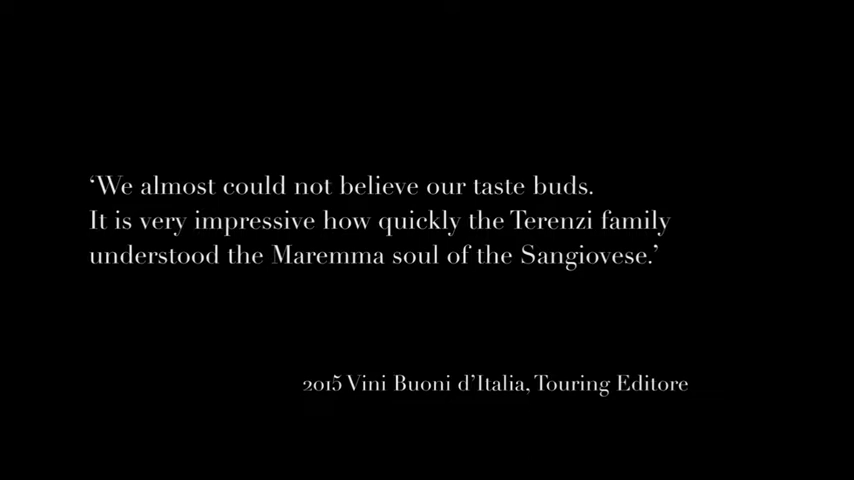 ‘We almost could not believe our taste buds.
It is very impressive how quickly the Terenzi family
understood the Maremma soul of the Sangiovese.’
2015 Vini Buoni d’Italia, Touring Editore